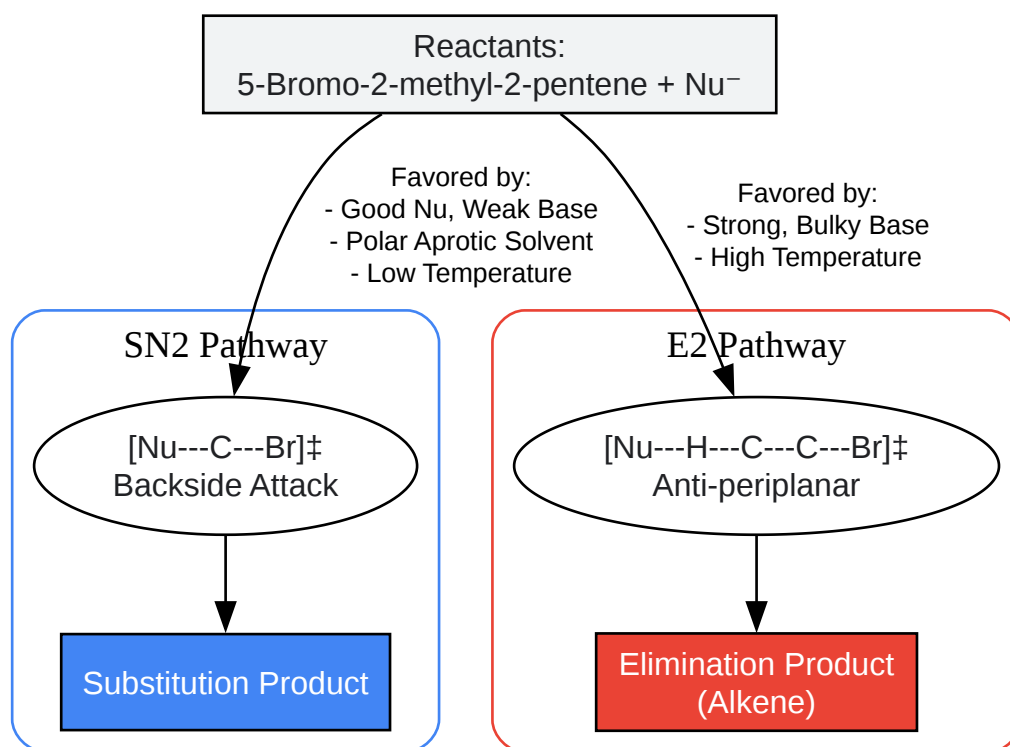 Reactants:
5-Bromo-2-methyl-2-pentene + Nu⁻
Favored by:
- Good Nu, Weak Base
- Polar Aprotic Solvent
- Low Temperature
Favored by:
- Strong, Bulky Base
- High Temperature
SN2 Pathway
[Nu---C---Br]‡
Backside Attack
Substitution Product
E2 Pathway
[Nu---H---C---C---Br]‡
Anti-periplanar
Elimination Product
(Alkene)